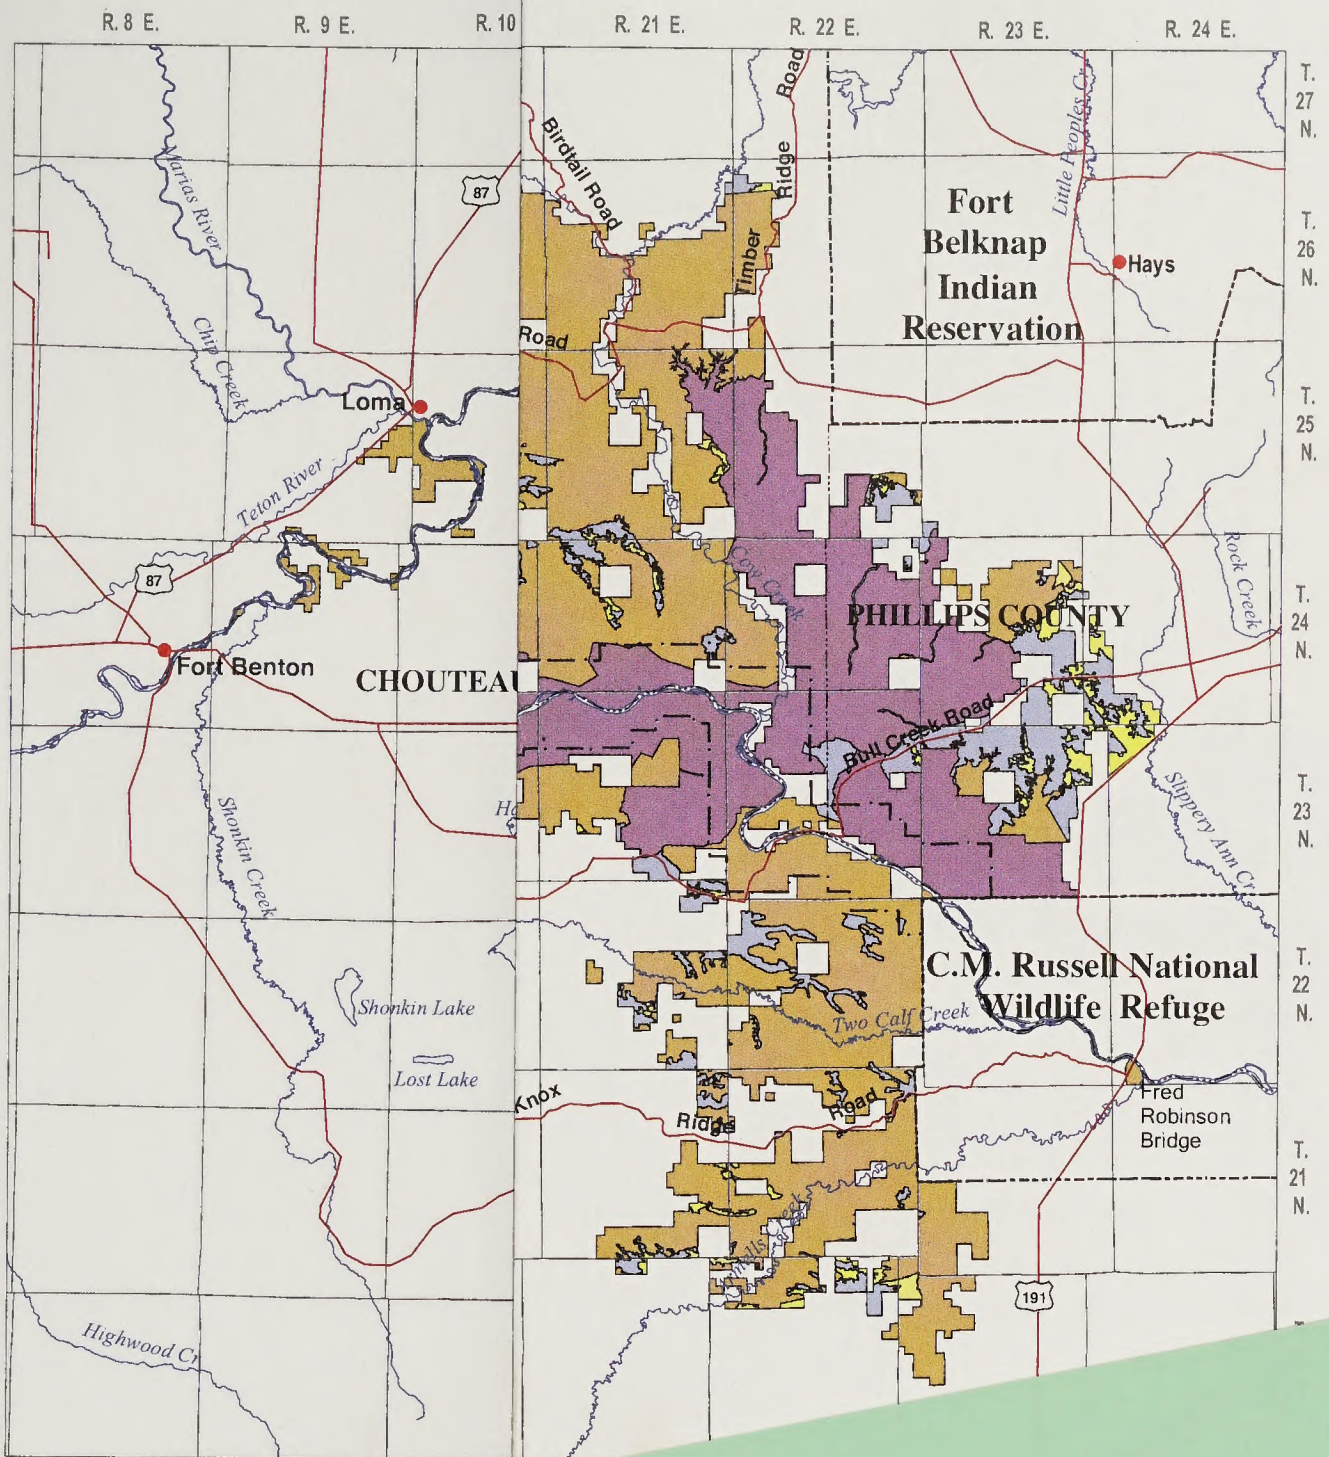 R. 8 E.
R. 9 E.
R. 10
R. 21 E.
R. 22 E.
R. 23 E.
R. 24 E.
T.
27
N.
T.
26
N.
T.
25
N.
T.
24
N.
T.
23
N.
T.
22
N.
T.
21
N.
Marias River
87
Birdtail Road
Ridge Road
Timber
Little Peoples Cr.
Fort
Belknap
Indian
Reservation
Hays
Chip Creek
Road
Loma
Teton River
87
Cow Creek
Rock Creek
PHILLIPS COUNTY
Fort Benton
CHOUTEAU
Bull Creek Road
Shonkin Creek
Slippery Ann Cr.
C.M. Russell National
Wildlife Refuge
Shonkin Lake
Two Calf Creek
Lost Lake
Knox
Ridge
Road
Fred
Robinson
Bridge
191
Highwood Cr